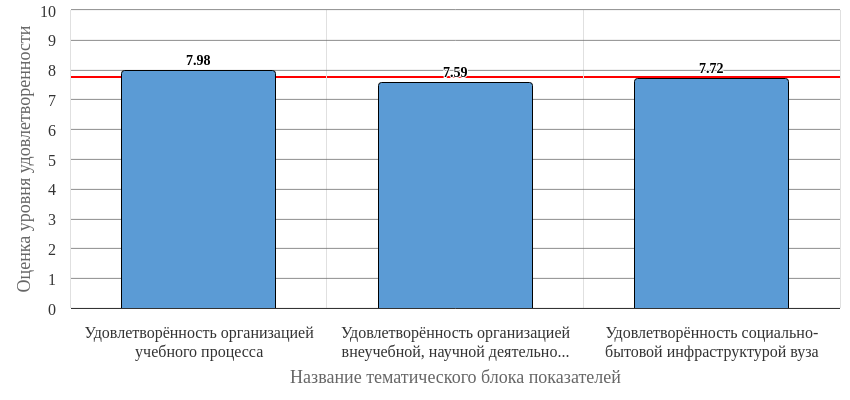 Оценка уровня удовлетворенности
10
9
8
7
6
5
4
3
2
1
0
7.98
7.59
7.72
Удовлетворённость организацией
учебного процесса
Удовлетворённость организацией
внеучебной, научной деятельно...
Удовлетворённость социально-
бытовой инфраструктурой вуза
Название тематического блока показателей